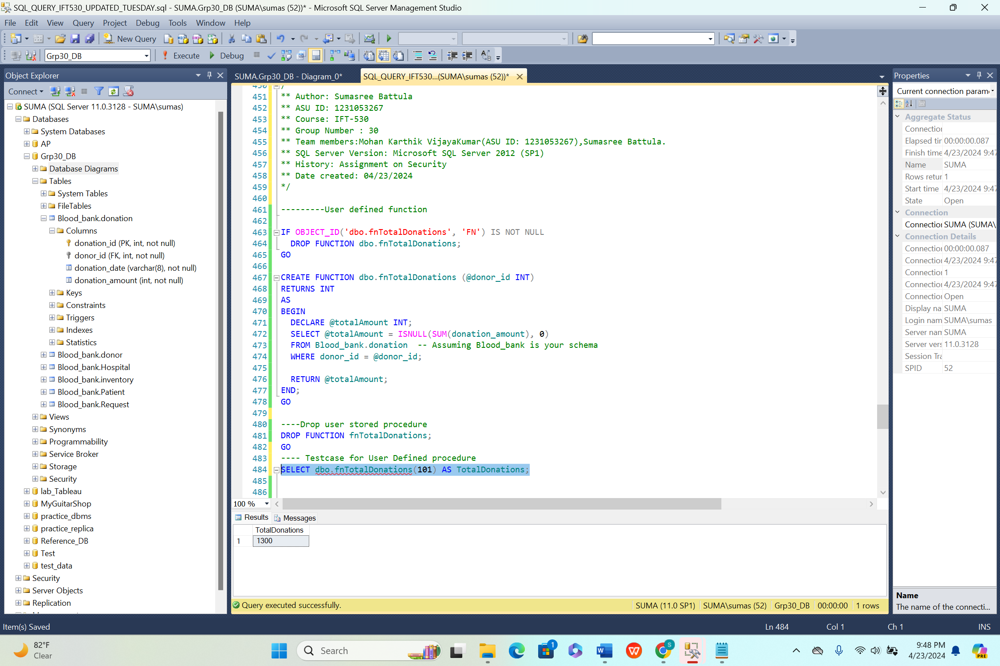 SQL_QUERY_IFT530_UPDATED_TUESDAY.sql - SUMA.Grp30_DB (SUMA\sumas (52))* - Microsoft SQL Server Management Studio
File Edit View Query Project Debug Tools Window Help
New Query
Grp30_DB Execute Debug
Object Explorer
Connect
SUMA (SQL Server 11.0.3128 - SUMA\sumas)
Databases
System Databases
AP
Grp30_DB
Database Diagrams
Tables
System Tables
FileTables
Blood_bank.donation
Columns
donation_id (PK, int, not null)
donor_id (FK, int, not null)
donation_date (varchar(8), not null)
donation_amount (int, not null)
Keys
Constraints
Triggers
Indexes
Statistics
Blood_bank.donor
Blood_bank.Hospital
Blood_bank.inventory
Blood_bank.Patient
Blood_bank.Request
Views
Synonyms
Programmability
Service Broker
Storage
Security
lab_Tableau
MyGuitarShop
practice_dbms
practice_replica
Reference_DB
Test
test_data
Security
Server Objects
Replication
SUMA.Grp30_DB - Diagram_0* SQL_QUERY_IFT530...(SUMA\sumas (52))*
451 ** Author: Sumasree Battula
452 ** ASU ID: 1231053267
453 ** Course: IFT-530
454 ** Group Number : 30
455 ** Team members:Mohan Karthik VijayaKumar(ASU ID: 1231053267),Sumasree Battula.
456 ** SQL Server Version: Microsoft SQL Server 2012 (SP1)
457 ** History: Assignment on Security
458 ** Date created: 04/23/2024
459 */
460
461 ---------User defined function
462
463 IF OBJECT_ID('dbo.fnTotalDonations', 'FN') IS NOT NULL
464 DROP FUNCTION dbo.fnTotalDonations;
465 GO
466
467 CREATE FUNCTION dbo.fnTotalDonations (@donor_id INT)
468 RETURNS INT
469 AS
470 BEGIN
471 DECLARE @totalAmount INT;
472 SELECT @totalAmount = ISNULL(SUM(donation_amount), 0)
473 FROM Blood_bank.donation -- Assuming Blood_bank is your schema
474 WHERE donor_id = @donor_id;
475
476 RETURN @totalAmount;
477 END;
478 GO
479
480 ----Drop user stored procedure
481 DROP FUNCTION fnTotalDonations;
482 GO
483 ---- Testcase for User Defined procedure
484 SELECT dbo.fnTotalDonations(101) AS TotalDonations;
485
486
100 %
Results Messages
TotalDonations
1 1300
Query executed successfully. SUMA (11.0 SP1) SUMA\sumas (52) Grp30_DB 00:00:00 1 rows
Properties
Current connection param
Aggregate Status
Connectio
Elapsed tir 00:00:00.087
Finish time 4/23/2024 9:47
Name SUMA
Rows retur 1
Start time 4/23/2024 9:47
State Open
Connection
Connection SUMA (SUMA\
Connection Details
Connection 00:00:00.087
Connection 4/23/2024 9:47
Connection 1
Connection 4/23/2024 9:47
Connection Open
Display na SUMA
Login nam SUMA\sumas
Server nam SUMA
Server vers 11.0.3128
Session Tra
SPID 52
Name
The name of the connecti...
Item(s) Saved Ln 484 Col 1 Ch 1 INS
82°F
Clear
Search
1
S
9:48 PM
4/23/2024
PRE